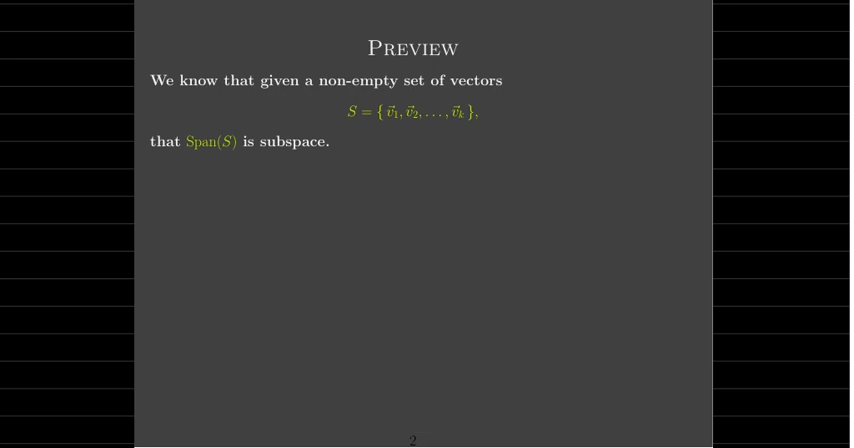 Preview
We know that given a non-empty set of vectors
S = { v⃗₁, v⃗₂, . . . , v⃗ₖ },
that Span(S) is subspace.
2